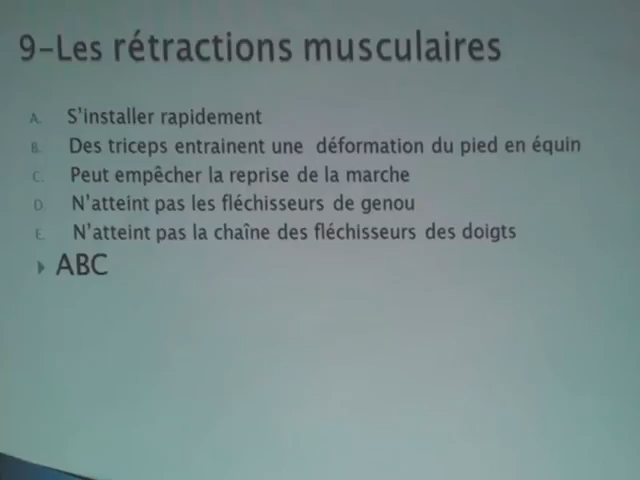 9-Les rétractions musculaires
A. S'installer rapidement
B. Des triceps entrainent une déformation du pied en équin
C. Peut empêcher la reprise de la marche
D. N'atteint pas les fléchisseurs de genou
E. N'atteint pas la chaîne des fléchisseurs des doigts
ABC